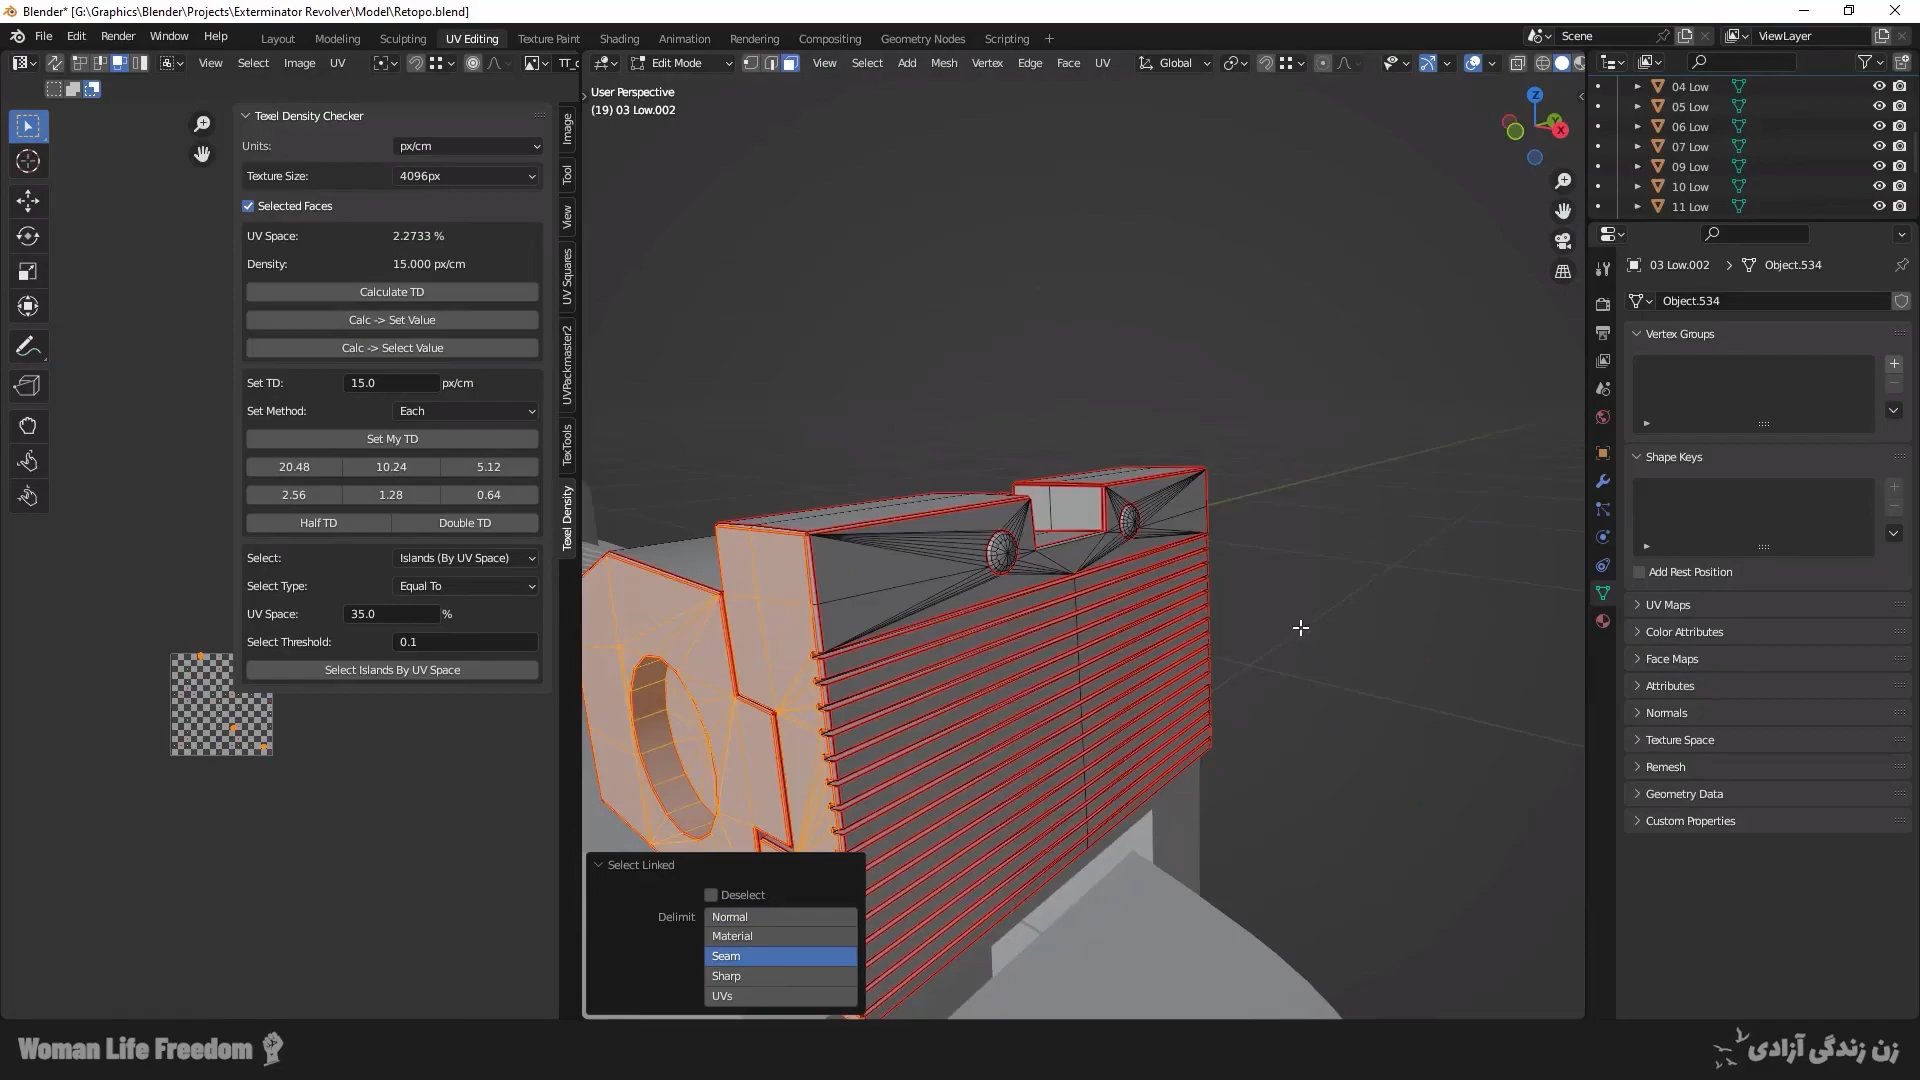 Blender* [G:\Graphics\Blender\Projects\Exterminator Revolver\Model\Retopo.blend]
File Edit Render Window Help
Layout Modeling Sculpting UV Editing Texture Paint Shading Animation Rendering Compositing Geometry Nodes Scripting +
Scene
ViewLayer
View Select Image UV
TT_c
Edit Mode
View Select Add Mesh Vertex Edge Face UV
Global
Texel Density Checker
Units: px/cm
Texture Size: 4096px
Selected Faces
UV Space: 2.2733 %
Density: 15.000 px/cm
Calculate TD
Calc -> Set Value
Calc -> Select Value
Set TD: 15.0 px/cm
Set Method: Each
Set My TD
20.48 10.24 5.12
2.56 1.28 0.64
Half TD Double TD
Select: Islands (By UV Space)
Select Type: Equal To
UV Space: 35.0 %
Select Threshold: 0.1
Select Islands By UV Space
Image
Tool
View
UV Squares
UVPackmaster2
TexTools
Texel Density
User Perspective
(19) 03 Low.002
Z
Y
X
Select Linked
Deselect
Delimit Normal
Material
Seam
Sharp
UVs
04 Low
05 Low
06 Low
07 Low
09 Low
10 Low
11 Low
03 Low.002 > Object.534
Object.534
Vertex Groups
Shape Keys
Add Rest Position
UV Maps
Color Attributes
Face Maps
Attributes
Normals
Texture Space
Remesh
Geometry Data
Custom Properties
Woman Life Freedom
زن زندگی آزادی